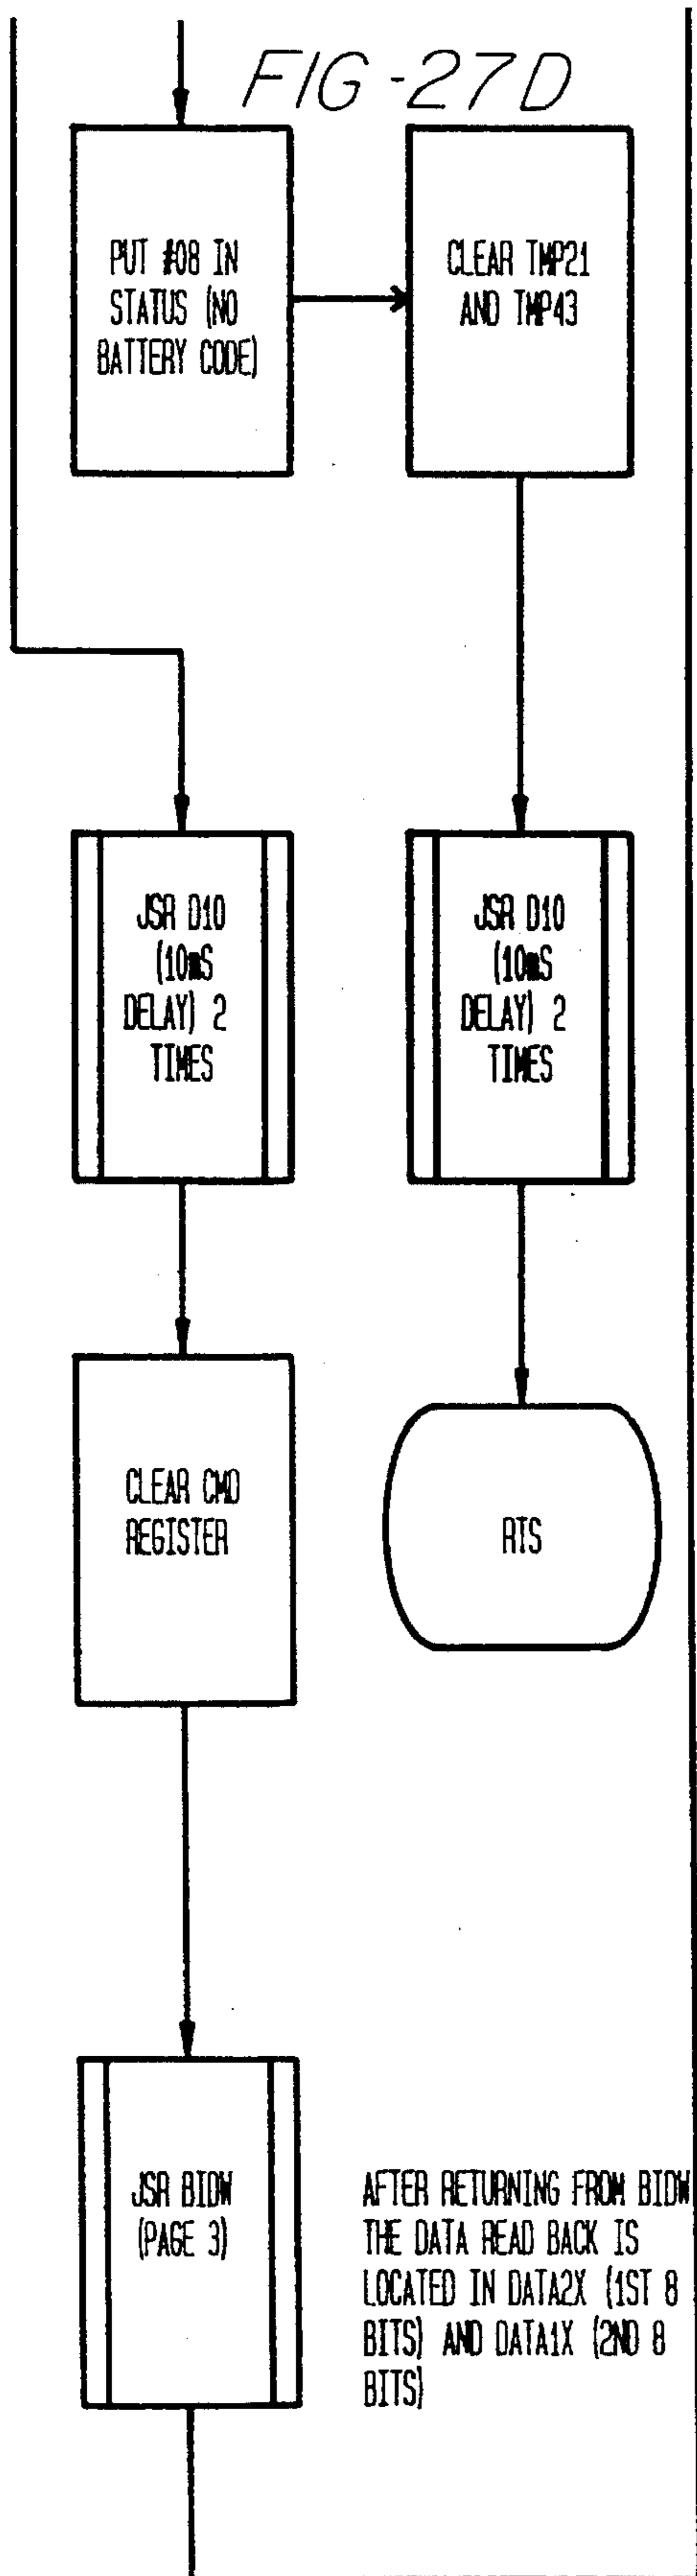 FIG-27D
PUT #08 IN
STATUS (NO
BATTERY CODE)
CLEAR TMP21
AND TMP43
JSR D10
(10mS
DELAY) 2
TIMES
JSR D10
(10mS
DELAY) 2
TIMES
CLEAR CMD
REGISTER
RTS
JSR BIDW
(PAGE 3)
AFTER RETURNING FROM BIDW
THE DATA READ BACK IS
LOCATED IN DATA2X (1ST 8
BITS) AND DATA1X (2ND 8
BITS)